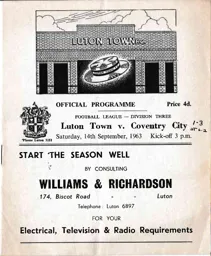 LUTON TOWN F.C.
OFFICIAL PROGRAMME Price 4d.
FOOTBALL LEAGUE — DIVISION THREE
Luton Town v. Coventry City 1-3
Saturday, 14th September, 1963 Kick-off 3 p.m.
START THE SEASON WELL
BY CONSULTING
WILLIAMS & RICHARDSON
174, Biscot Road - - Luton
Telephone: Luton 6897
FOR YOUR
Electrical, Television & Radio Requirements